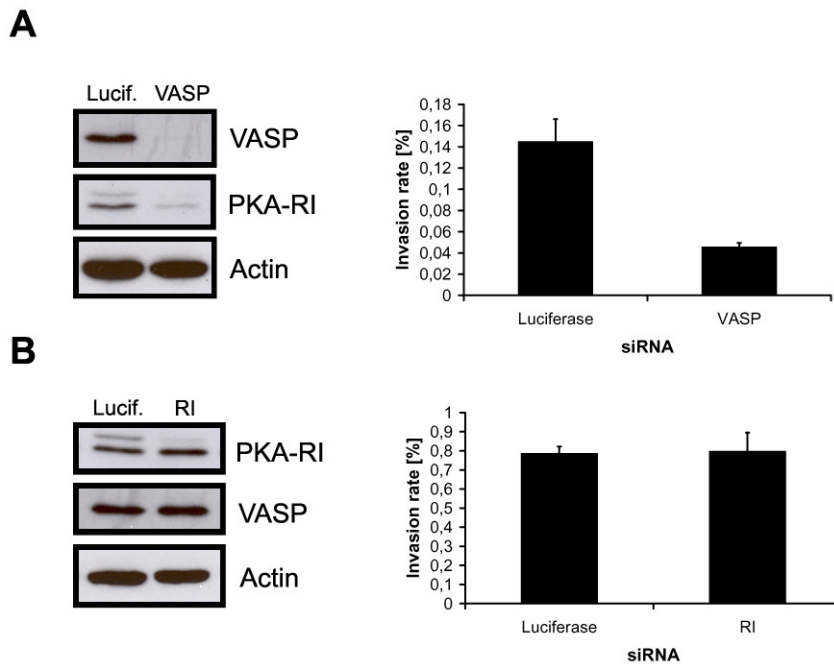 A
Lucif. VASP
VASP
PKA-RI
Actin
Invasion rate [%]
0,18
0,16
0,14
0,12
0,1
0,08
0,06
0,04
0,02
0
Luciferase VASP
siRNA
B
Lucif. RI
PKA-RI
VASP
Actin
Invasion rate [%]
1
0,9
0,8
0,7
0,6
0,5
0,4
0,3
0,2
0,1
0
Luciferase RI
siRNA